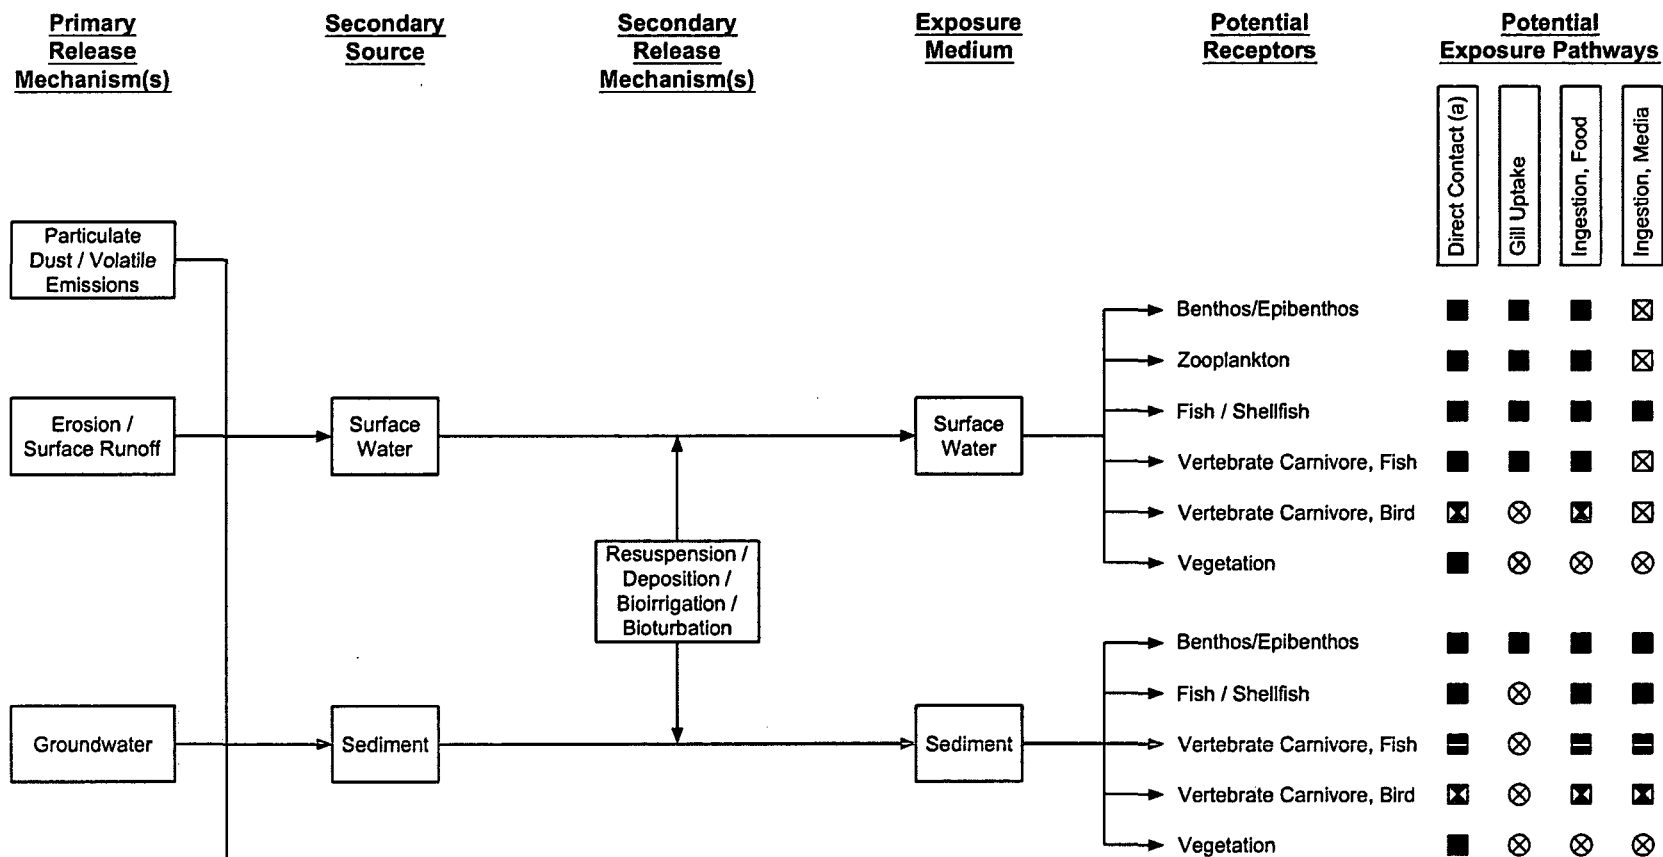 Primary
Release
Mechanism(s)
Secondary
Source
Secondary
Release
Mechanism(s)
Exposure
Medium
Potential
Receptors
Potential
Exposure Pathways
Direct Contact (a)
Gill Uptake
Ingestion, Food
Ingestion, Media
Particulate
Dust / Volatile
Emissions
Erosion /
Surface Runoff
Surface
Water
Surface
Water
Benthos/Epibenthos
Zooplankton
Fish / Shellfish
Vertebrate Carnivore, Fish
Vertebrate Carnivore, Bird
Vegetation
Resuspension /
Deposition /
Bioirrigation /
Bioturbation
Groundwater
Sediment
Sediment
Benthos/Epibenthos
Fish / Shellfish
Vertebrate Carnivore, Fish
Vertebrate Carnivore, Bird
Vegetation